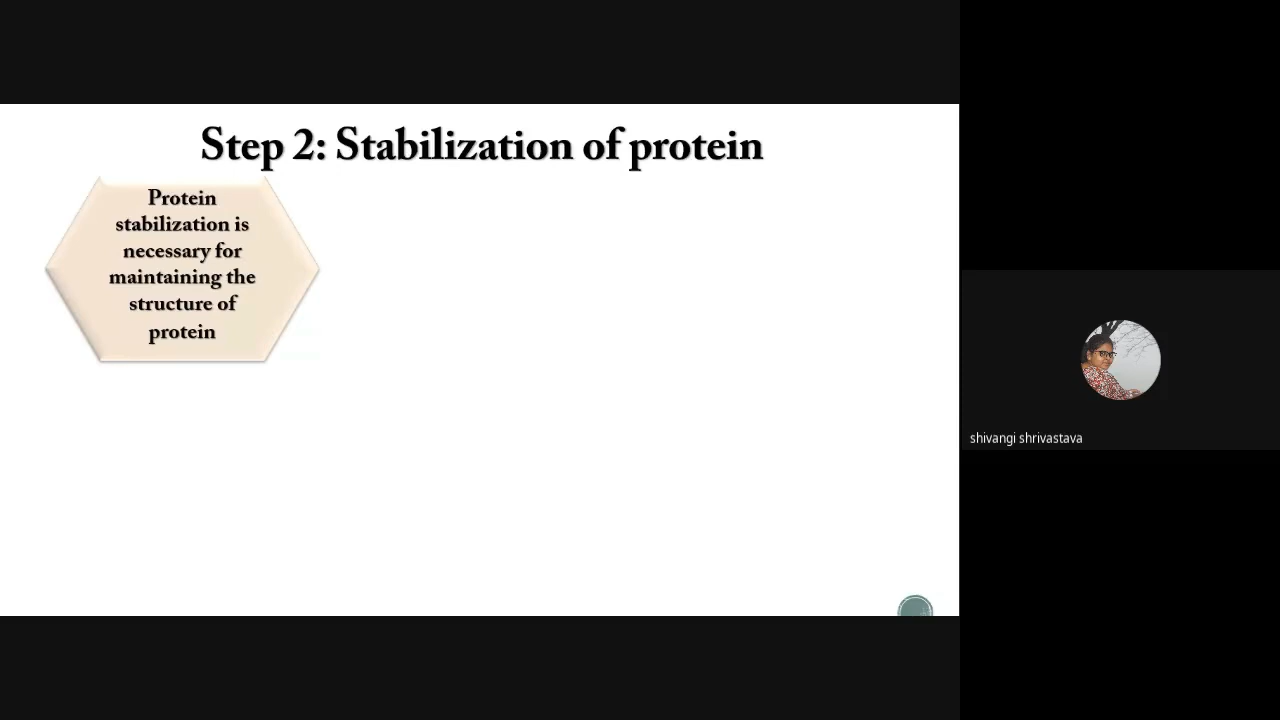 Step 2: Stabilization of protein
Protein
stabilization is
necessary for
maintaining the
structure of
protein
shivangi shrivastava